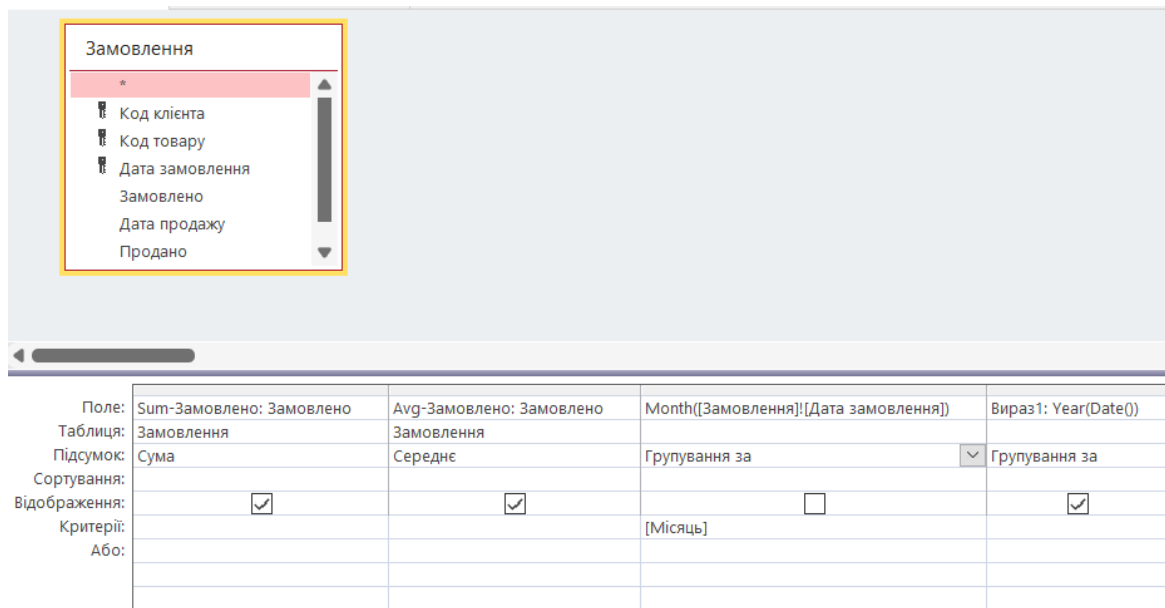 Замовлення
*
Код клієнта
Код товару
Дата замовлення
Замовлено
Дата продажу
Продано
Поле: Sum-Замовлено: Замовлено Avg-Замовлено: Замовлено Month([Замовлення]![Дата замовлення]) Вираз1: Year(Date())
Таблиця: Замовлення Замовлення
Підсумок: Сума Середнє Групування за Групування за
Сортування:
Відображення:
Критерії: [Місяць]
Або: